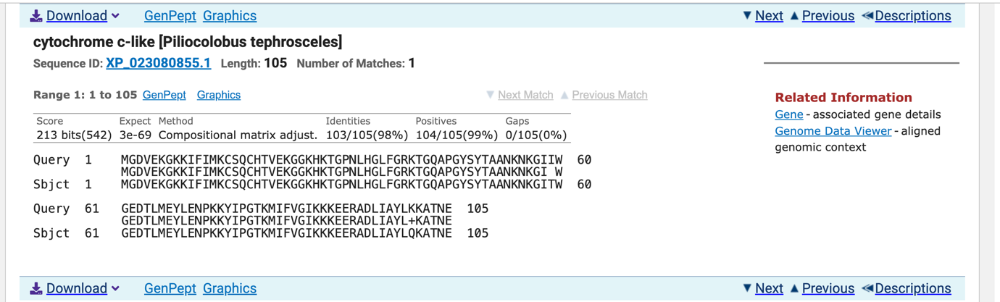 Download GenPept Graphics ▼ Next ▲ Previous ≪Descriptions
cytochrome c-like [Piliocolobus tephrosceles]
Sequence ID: XP_023080855.1 Length: 105 Number of Matches: 1
Range 1: 1 to 105 GenPept Graphics ▼ Next Match ▲ Previous Match
Score Expect Method Identities Positives Gaps
213 bits(542) 3e-69 Compositional matrix adjust. 103/105(98%) 104/105(99%) 0/105(0%)
Query 1 MGDVEKGKKIFIMKCSQCHTVEKGGKHKTGPNLHGLFGRKTGQAPGYSYTAANKNKGIIW 60
MGDVEKGKKIFIMKCSQCHTVEKGGKHKTGPNLHGLFGRKTGQAPGYSYTAANKNKGI W
Sbjct 1 MGDVEKGKKIFIMKCSQCHTVEKGGKHKTGPNLHGLFGRKTGQAPGYSYTAANKNKGITW 60
Query 61 GEDTLMEYLENPKKYIPGTKMIFVGIKKKEERADLIAYLKKATNE 105
GEDTLMEYLENPKKYIPGTKMIFVGIKKKEERADLIAYL+KATNE
Sbjct 61 GEDTLMEYLENPKKYIPGTKMIFVGIKKKEERADLIAYLQKATNE 105
Related Information
Gene - associated gene details
Genome Data Viewer - aligned
genomic context
Download GenPept Graphics ▼ Next ▲ Previous ≪Descriptions